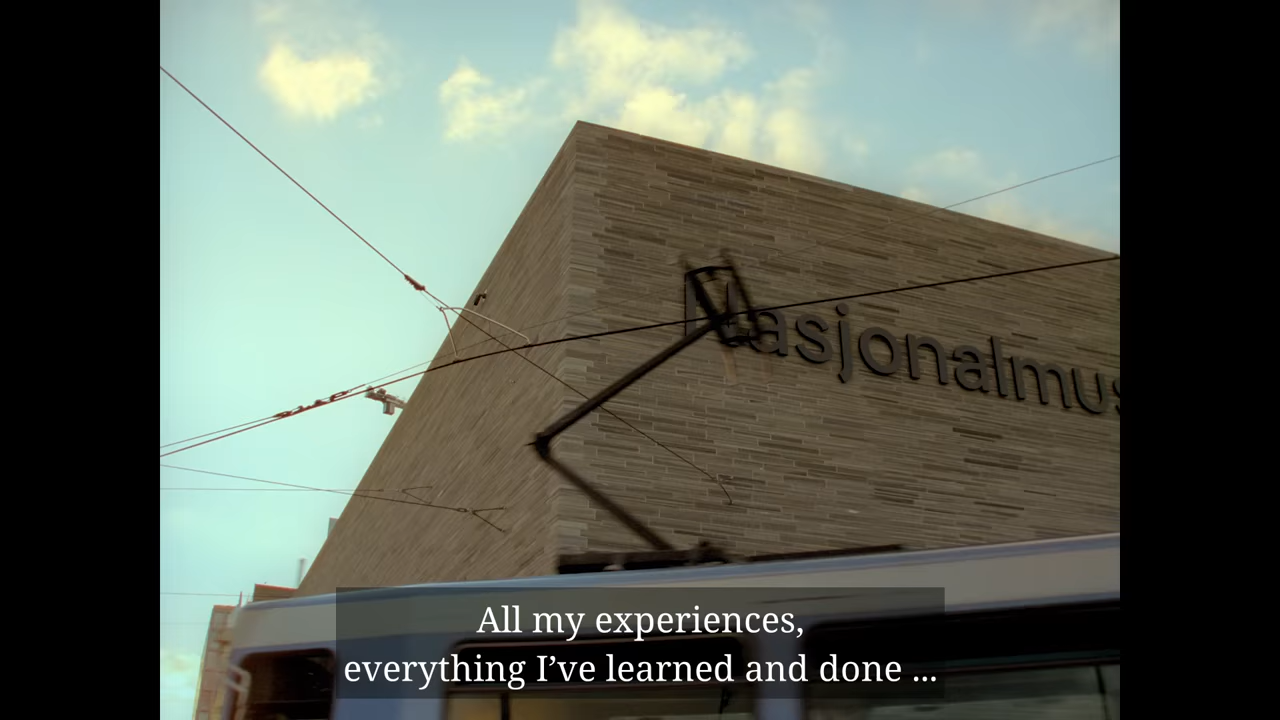 Nasjonalmus
All my experiences,
everything I’ve learned and done ...